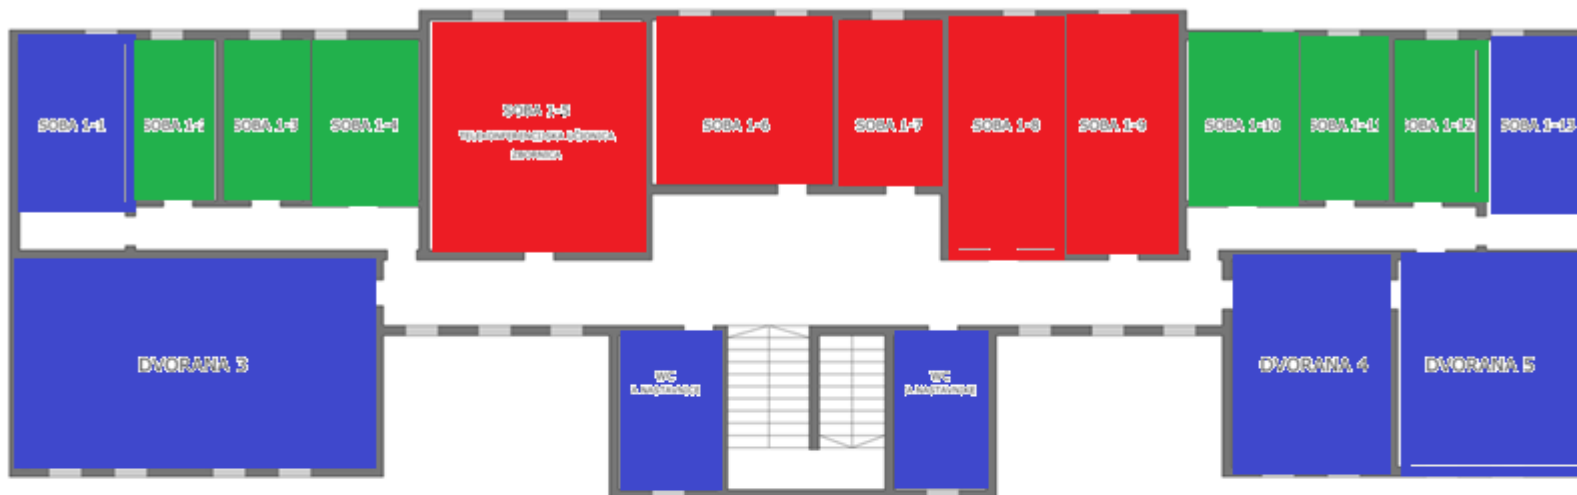 SOBA 1-1
SOBA 1-2
SOBA 1-3
SOBA 1-4
SOBA 1-5
ZBORNICA
SOBA 1-6
SOBA 1-7
SOBA 1-8
SOBA 1-9
SOBA 1-10
SOBA 1-11
SOBA 1-12
SOBA 1-13
DVORANA 3
WC
WC
DVORANA 4
DVORANA 5